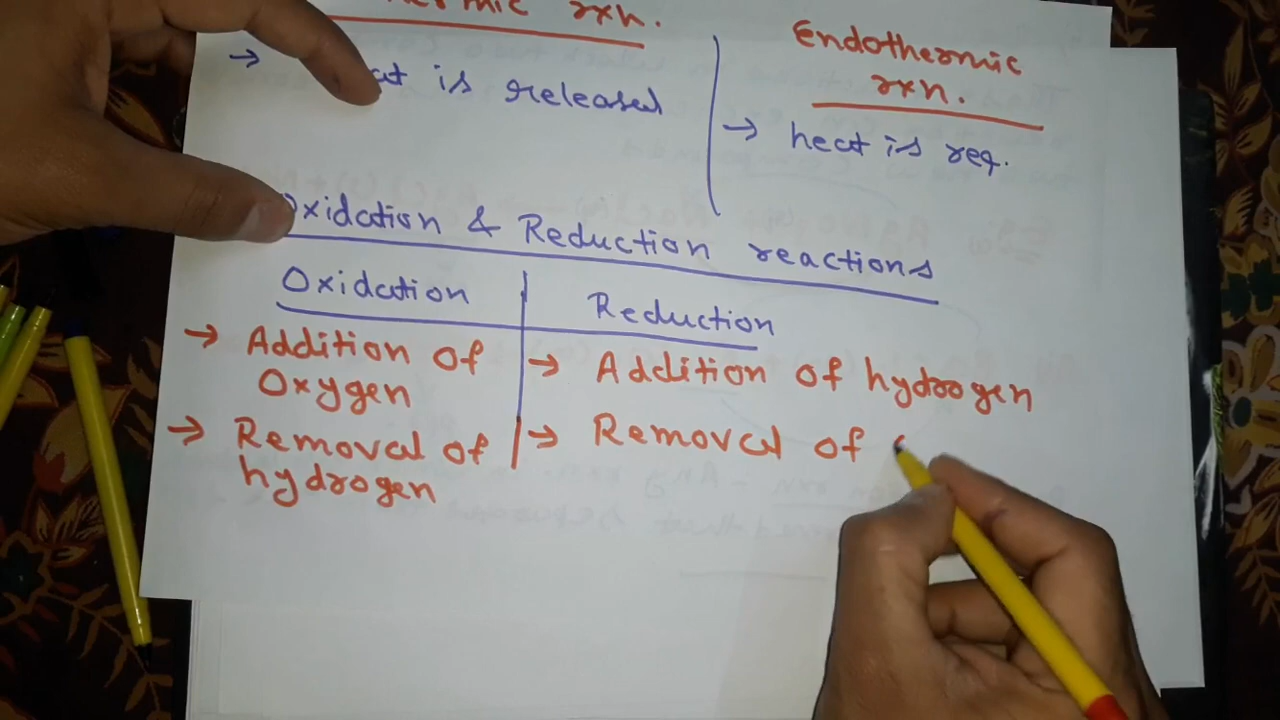 rxn.
Endothermic
rxn.
→ is released
→ heat is req.
Oxidation & Reduction reactions
Oxidation
Reduction
→ Addition of
Oxygen
→ Addition of hydrogen
→ Removal of
hydrogen
→ Removal of